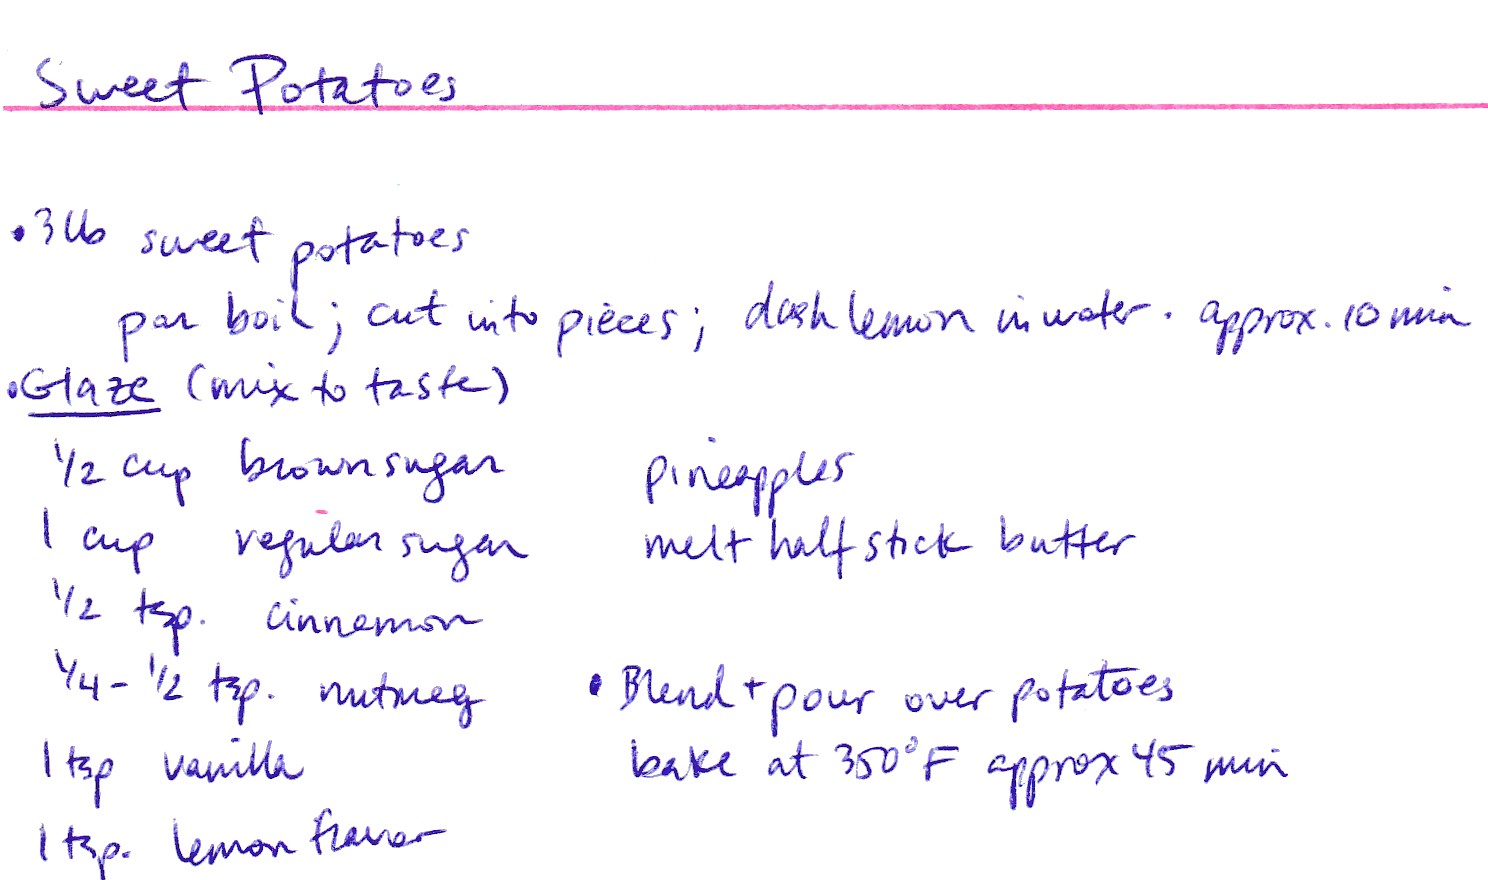 Sweet Potatoes
• 3 lb sweet potatoes
par boil; cut into pieces; dash lemon in water. approx. 10 min
• Glaze (mix to taste)
1/2 cup brown sugar
1 cup regular sugar
1/2 tsp. cinnemon
1/4 - 1/2 tsp. nutmeg
1 tsp vanilla
1 tsp. lemon flavor
pineapples
melt half stick butter
• Blend + pour over potatoes
bake at 350°F approx 45 min